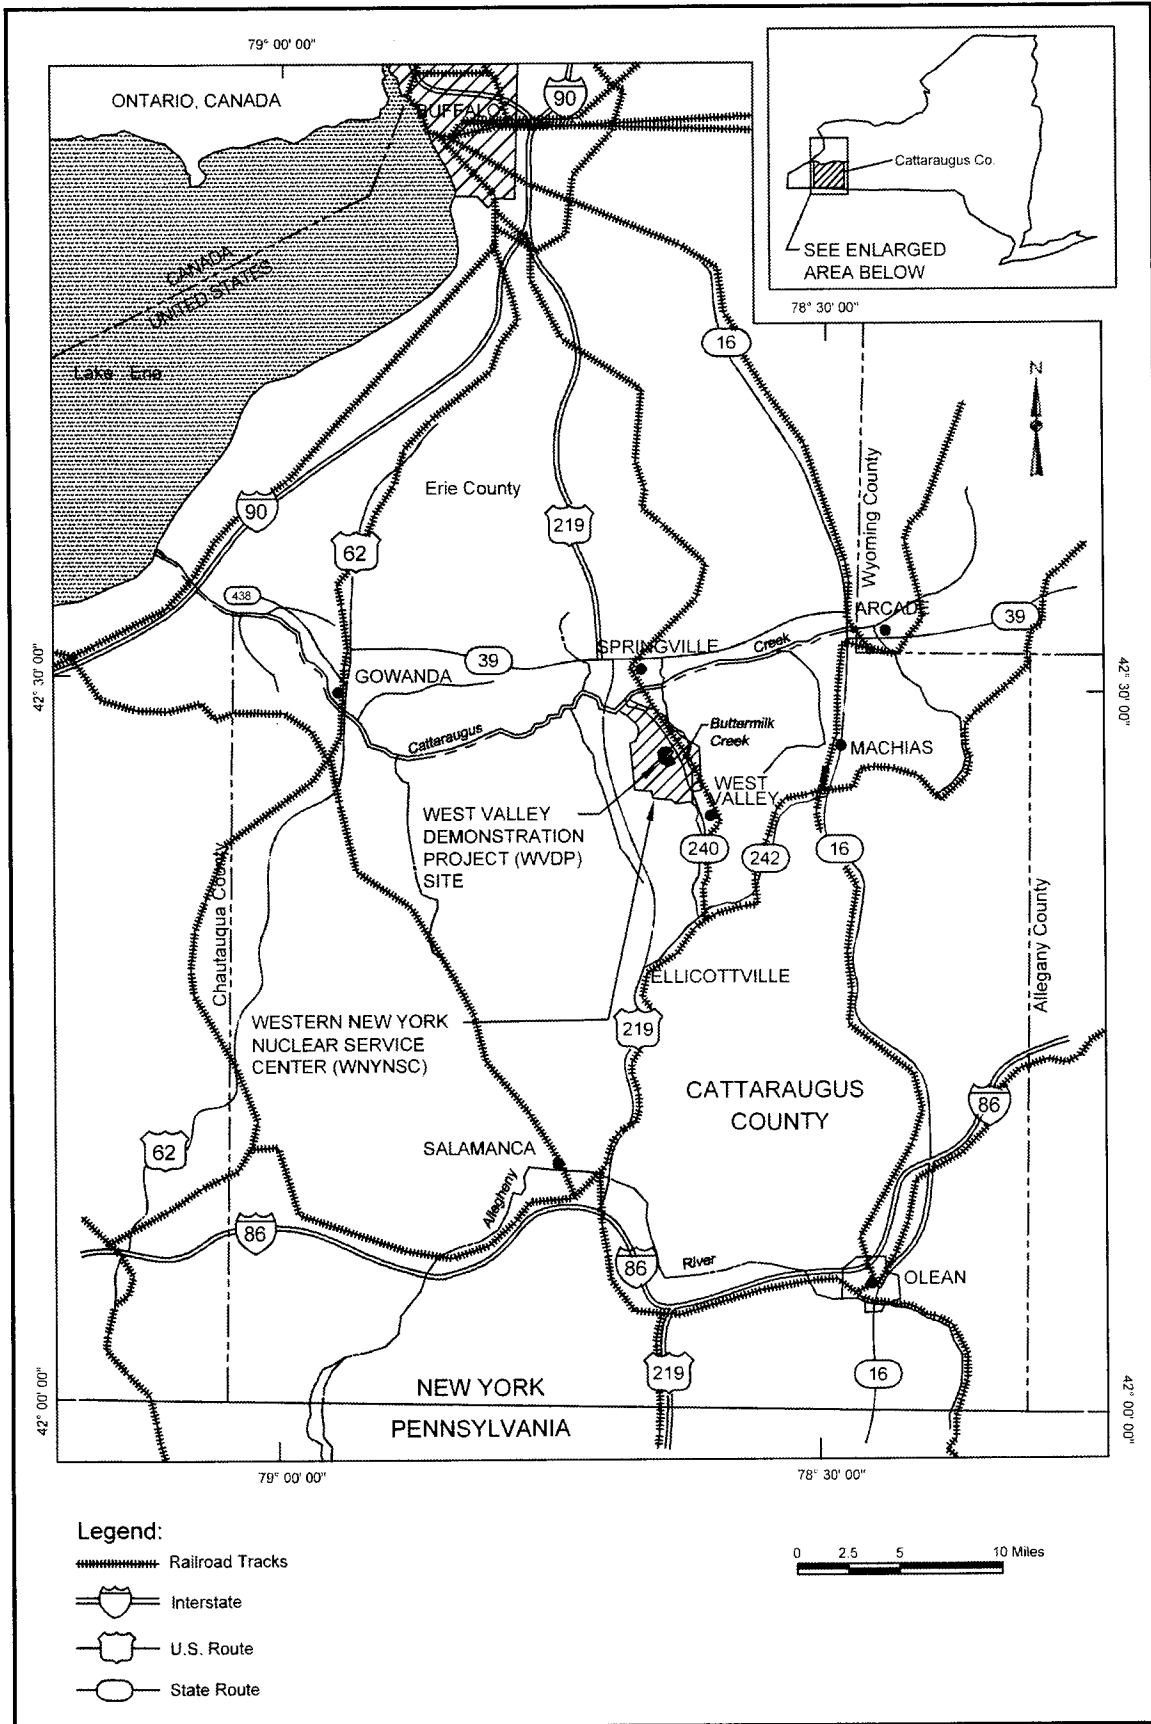 79° 00' 00"
ONTARIO, CANADA
BUFFALO
90
Cattaraugus Co.
SEE ENLARGED
AREA BELOW
78° 30' 00"
CANADA
UNITED STATES
Lake Erie
16
N
Erie County
90
219
62
Wyoming County
438
ARCADE
39
SPRINGVILLE
Creek
39
GOWANDA
42° 30' 00"
42° 30' 00"
Cattaraugus
Buttermilk
Creek
MACHIAS
WEST
VALLEY
WEST VALLEY
DEMONSTRATION
PROJECT (WVDP)
SITE
240
242
16
Chautauqua County
Allegany County
ELLICOTTVILLE
WESTERN NEW YORK
NUCLEAR SERVICE
CENTER (WNYNSC)
219
CATTARAUGUS
COUNTY
86
62
SALAMANCA
Allegheny
86
River
86
OLEAN
219
16
NEW YORK
PENNSYLVANIA
42° 00' 00"
42° 00' 00"
79° 00' 00"
78° 30' 00"
Legend:
Railroad Tracks
Interstate
U.S. Route
State Route
0 2.5 5 10 Miles